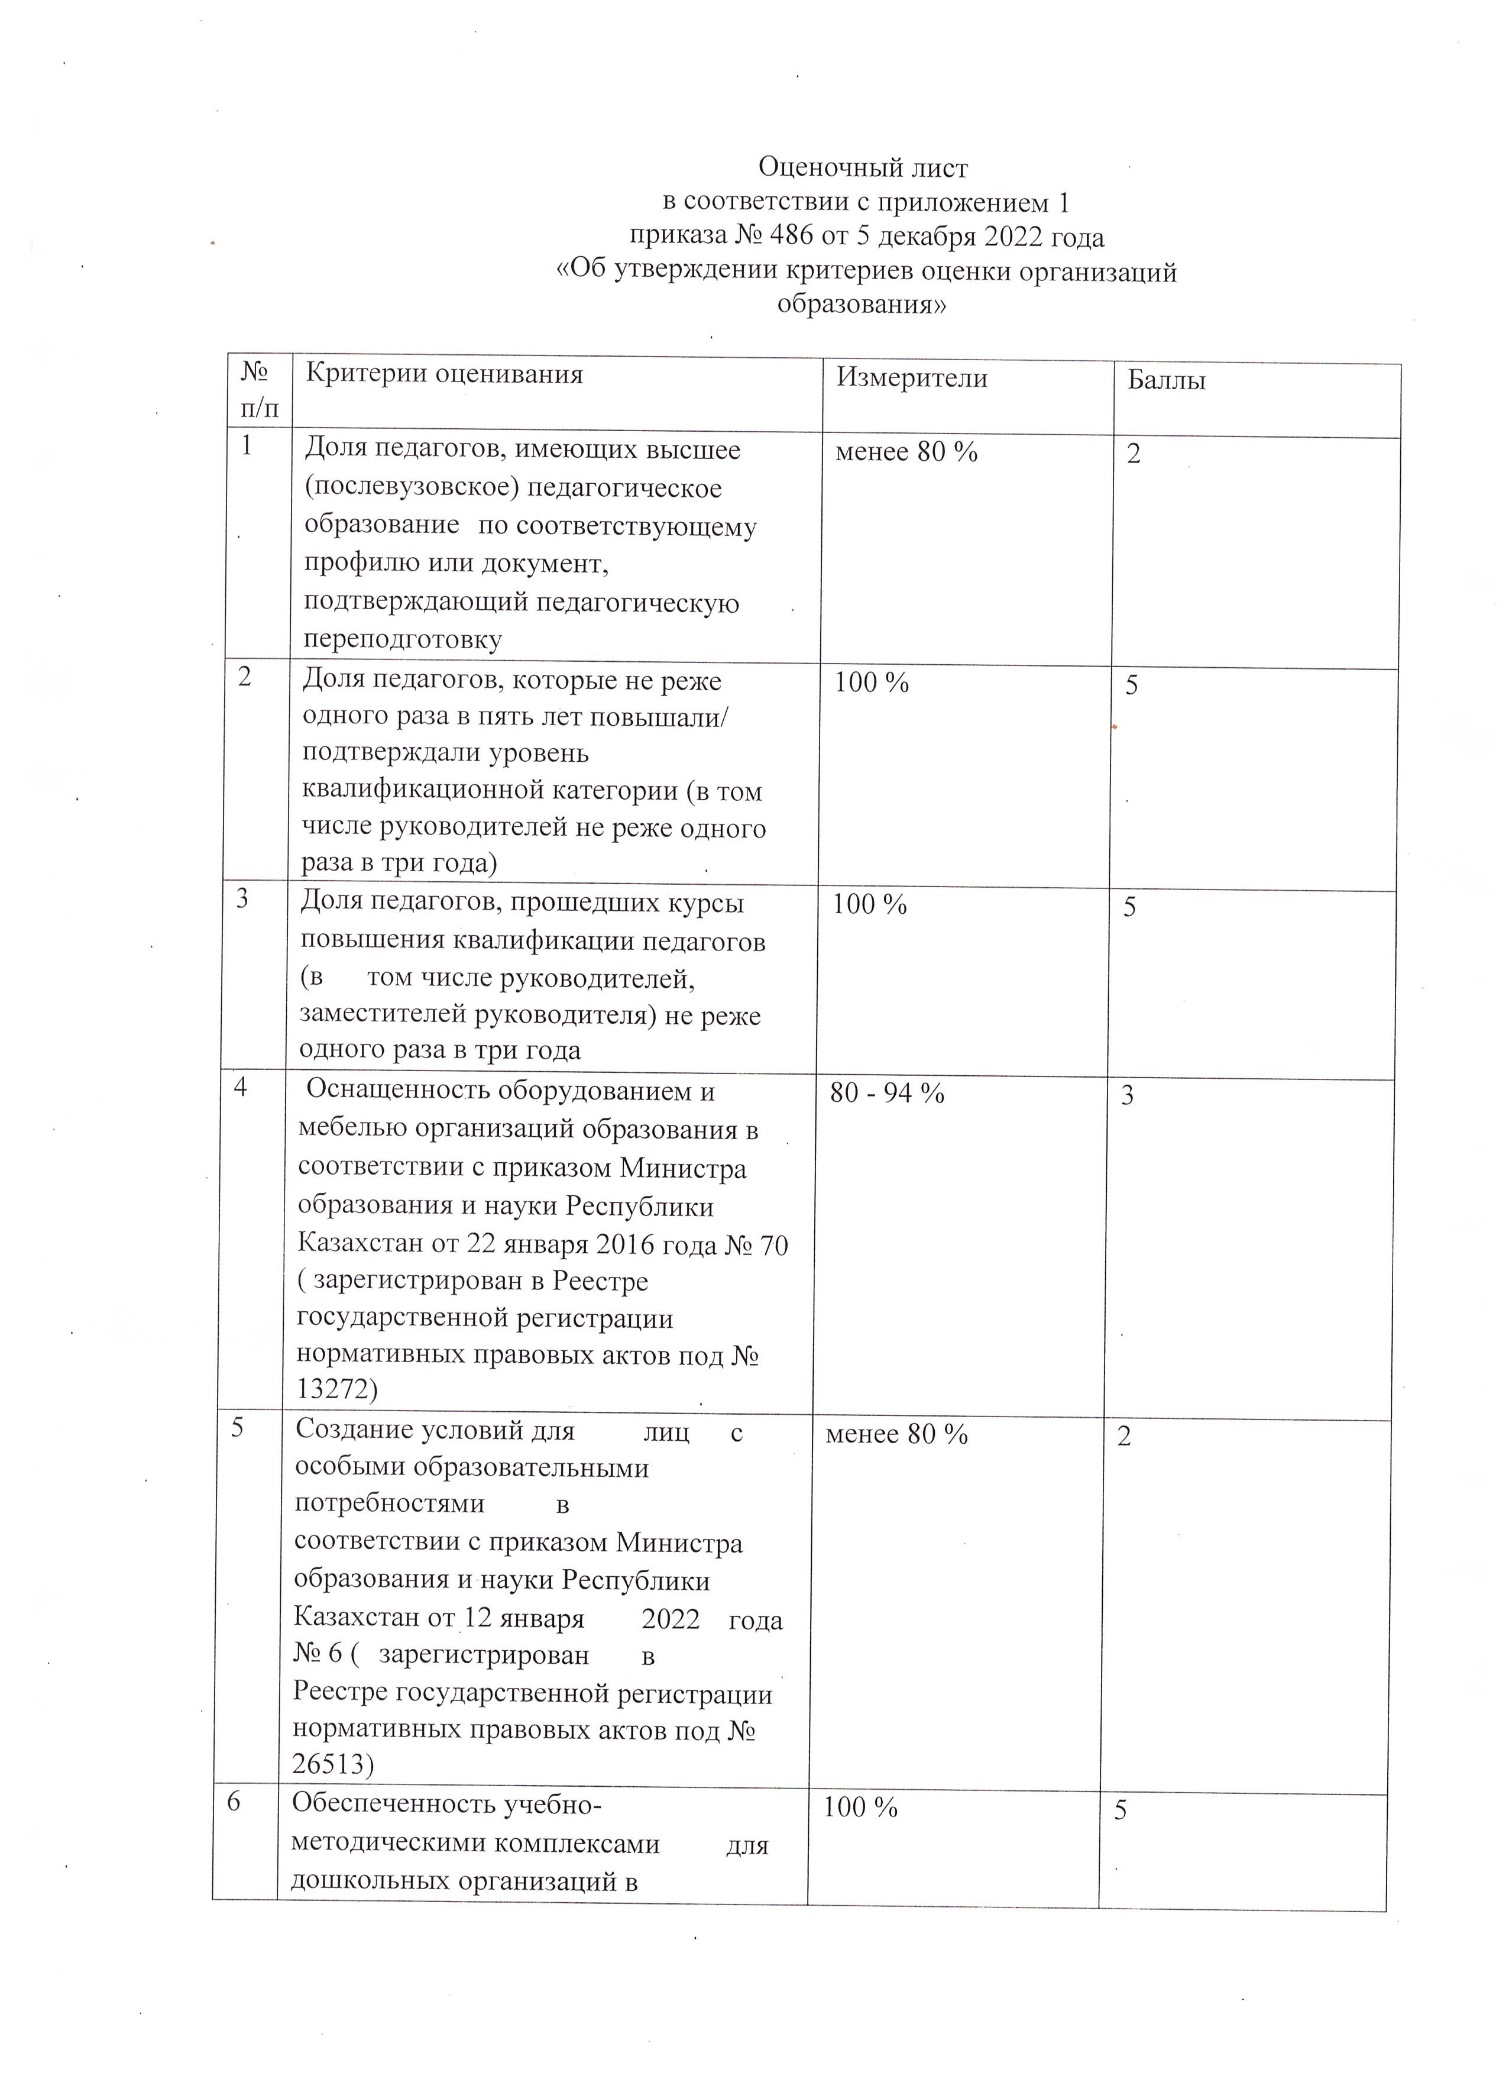 Оценочный лист
в соответствии с приложением 1
приказа № 486 от 5 декабря 2022 года
«Об утверждении критериев оценки организаций
образования»
№ п/п Критерии оценивания Измерители Баллы
1 Доля педагогов, имеющих высшее менее 80 % 2
(послевузовское) педагогическое
образование по соответствующему
профилю или документ,
подтверждающий педагогическую
переподготовку
2 Доля педагогов, которые не реже 100 % 5
одного раза в пять лет повышали/
подтверждали уровень
квалификационной категории (в том
числе руководителей не реже одного
раза в три года)
3 Доля педагогов, прошедших курсы 100 % 5
повышения квалификации педагогов
(в том числе руководителей,
заместителей руководителя) не реже
одного раза в три года
4 Оснащенность оборудованием и 80 - 94 % 3
мебелью организаций образования в
соответствии с приказом Министра
образования и науки Республики
Казахстан от 22 января 2016 года № 70
( зарегистрирован в Реестре
государственной регистрации
нормативных правовых актов под №
13272)
5 Создание условий для лиц с менее 80 % 2
особыми образовательными
потребностями в
соответствии с приказом Министра
образования и науки Республики
Казахстан от 12 января 2022 года
№ 6 ( зарегистрирован в
Реестре государственной регистрации
нормативных правовых актов под №
26513)
6 Обеспеченность учебно- 100 % 5
методическими комплексами для
дошкольных организаций в